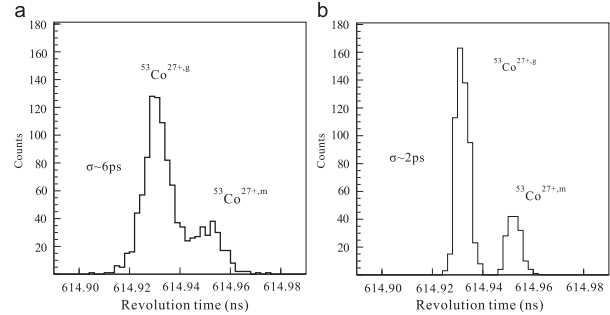 a
180
160
140
120
100
80
60
40
20
Counts
⁵³Co²⁷⁺,ᵍ
σ~6ps
⁵³Co²⁷⁺,ᵐ
614.90 614.92 614.94 614.96 614.98
Revolution time (ns)
b
180
160
140
120
100
80
60
40
20
Counts
⁵³Co²⁷⁺,ᵍ
σ~2ps
⁵³Co²⁷⁺,ᵐ
614.90 614.92 614.94 614.96 614.98
Revolution time (ns)